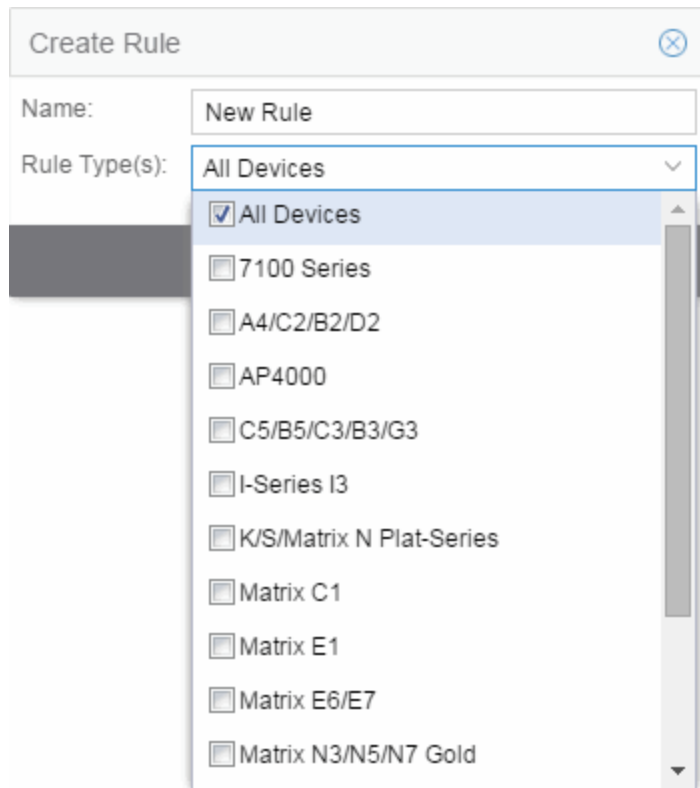 Create Rule
Name:
New Rule
Rule Type(s):
All Devices
All Devices
7100 Series
A4/C2/B2/D2
AP4000
C5/B5/C3/B3/G3
I-Series I3
K/S/Matrix N Plat-Series
Matrix C1
Matrix E1
Matrix E6/E7
Matrix N3/N5/N7 Gold